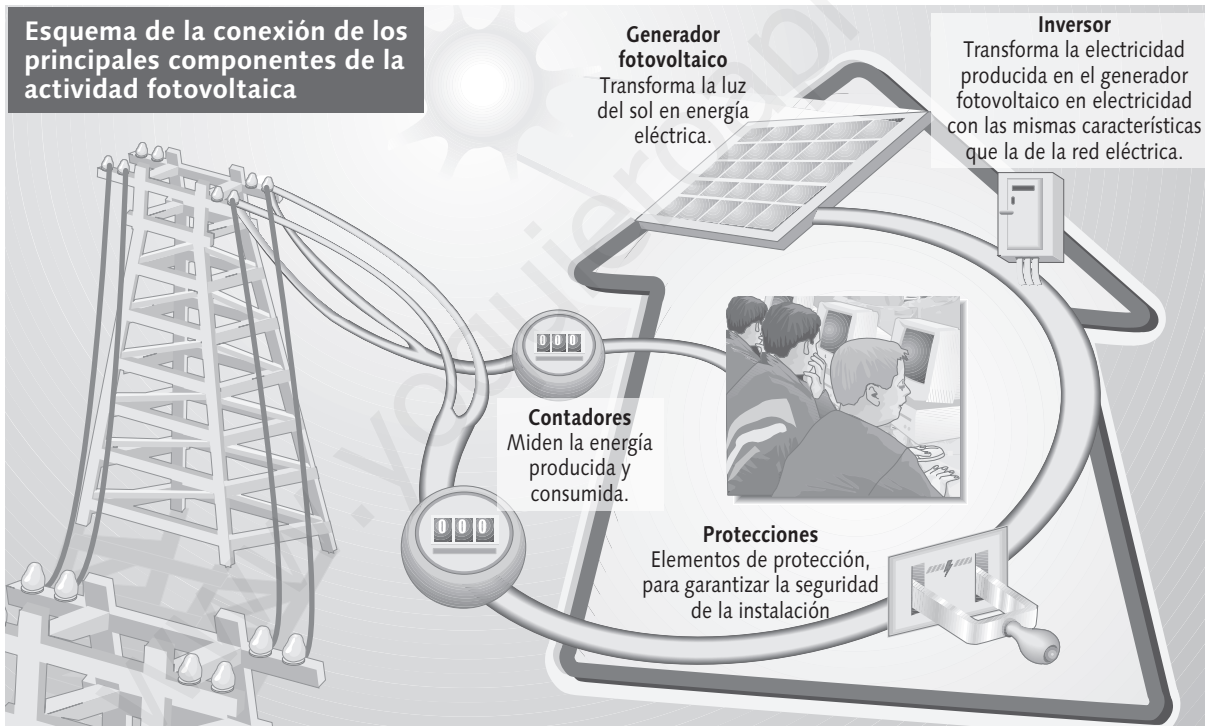 Esquema de la conexión de los
principales componentes de la
actividad fotovoltaica
Generador
fotovoltaico
Transforma la luz
del sol en energía
eléctrica.
Inversor
Transforma la electricidad
producida en el generador
fotovoltaico en electricidad
con las mismas características
que la de la red eléctrica.
000
Contadores
Miden la energía
producida y
consumida.
000
Protecciones
Elementos de protección,
para garantizar la seguridad
de la instalación